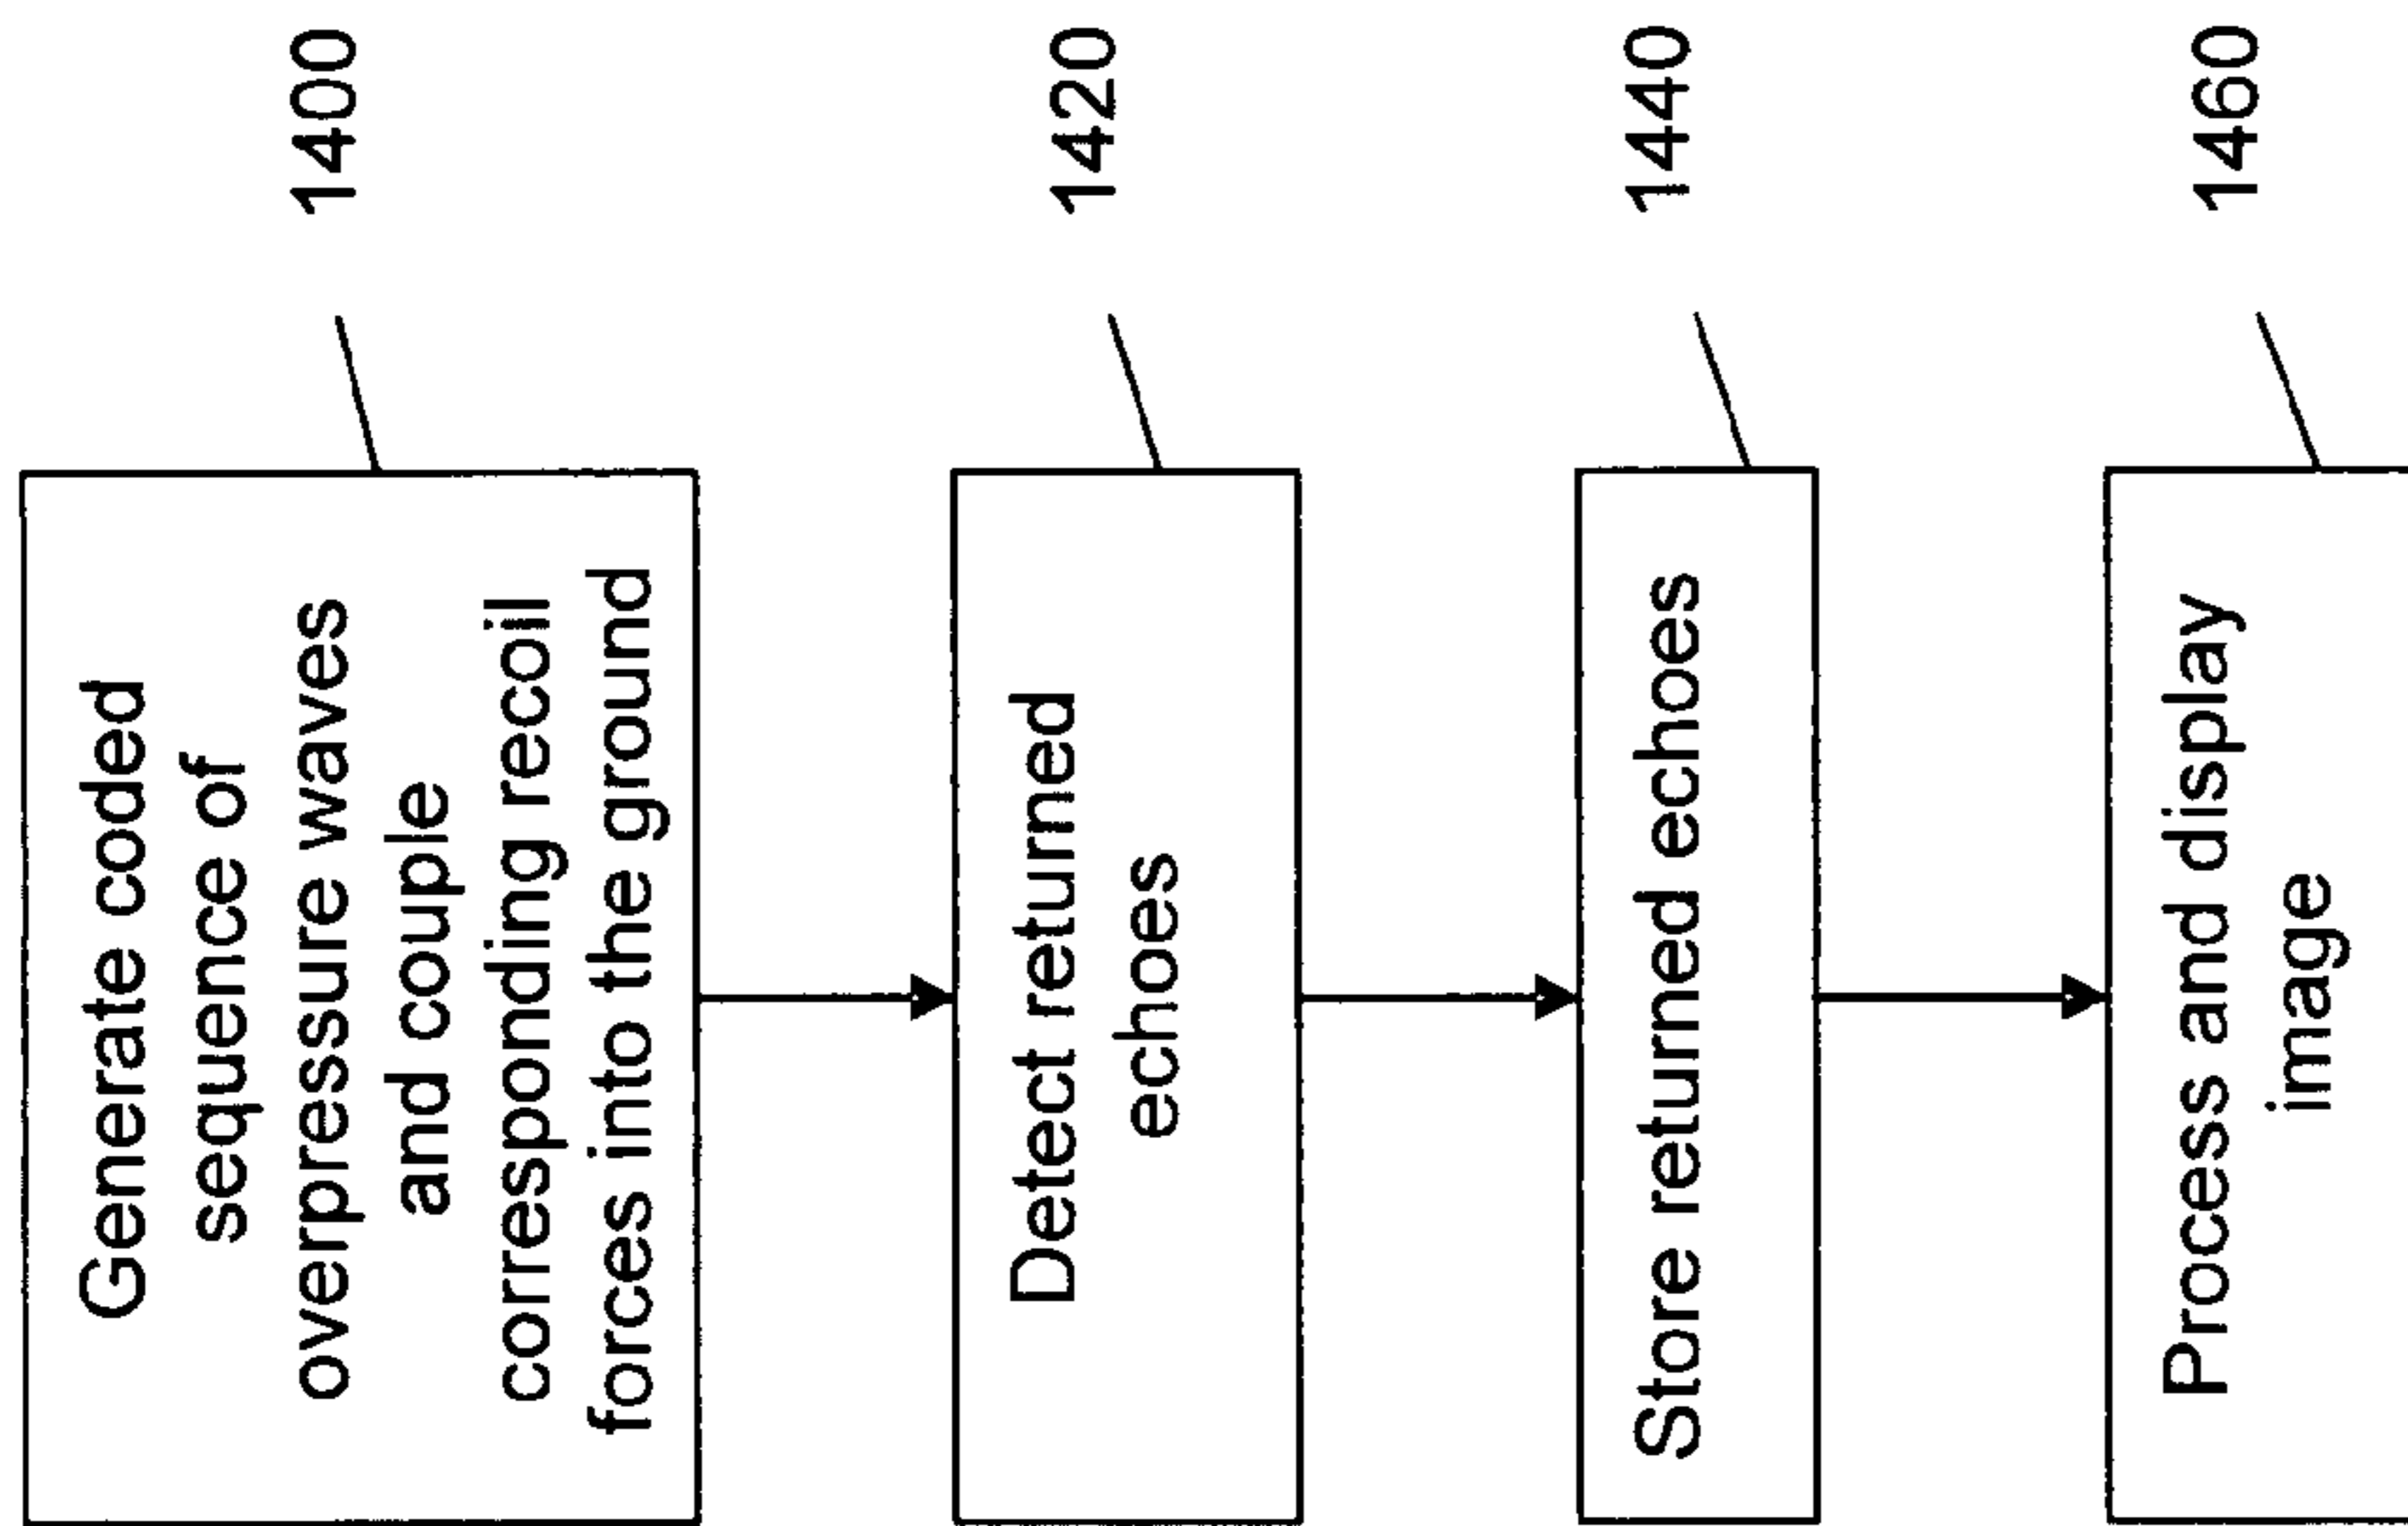 Generate coded
sequence of
overpressure waves
and couple
corresponding recoil
forces into the ground
1400
Detect returned
echoes
1420
Store returned echoes
1440
Process and display
image
1460